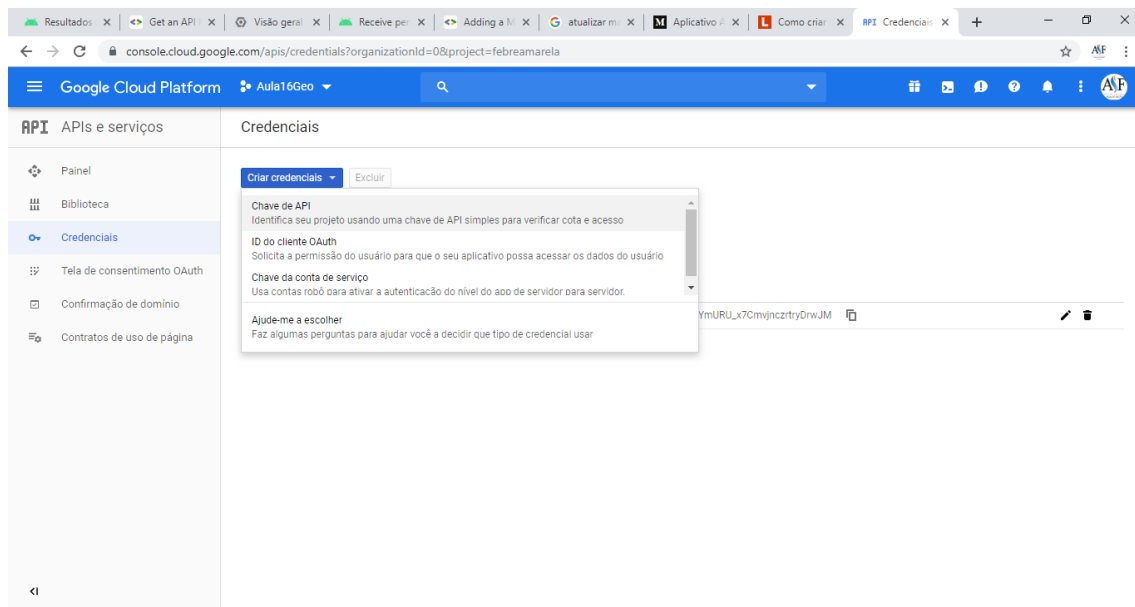 Resultados
Get an API
Visão geral
Receive per
Adding a M
atualizar m
Aplicativo A
Como criar
API Credenciais
console.cloud.google.com/apis/credentials?organizationId=0&project=febreamarela
Google Cloud Platform
Aula16Geo
API APIs e serviços
Credenciais
Painel
Biblioteca
Credenciais
Tela de consentimento OAuth
Confirmação de domínio
Contratos de uso de página
Criar credenciais
Excluir
Chave de API
Identifica seu projeto usando uma chave de API simples para verificar cota e acesso
ID do cliente OAuth
Solicita a permissão do usuário para que o seu aplicativo possa acessar os dados do usuário
Chave da conta de serviço
Usa contas robô para ativar a autenticação do nível do app de servidor para servidor.
Ajude-me a escolher
Faz algumas perguntas para ajudar você a decidir que tipo de credencial usar
YmURU_x7CmvjnczrtryDrwJM